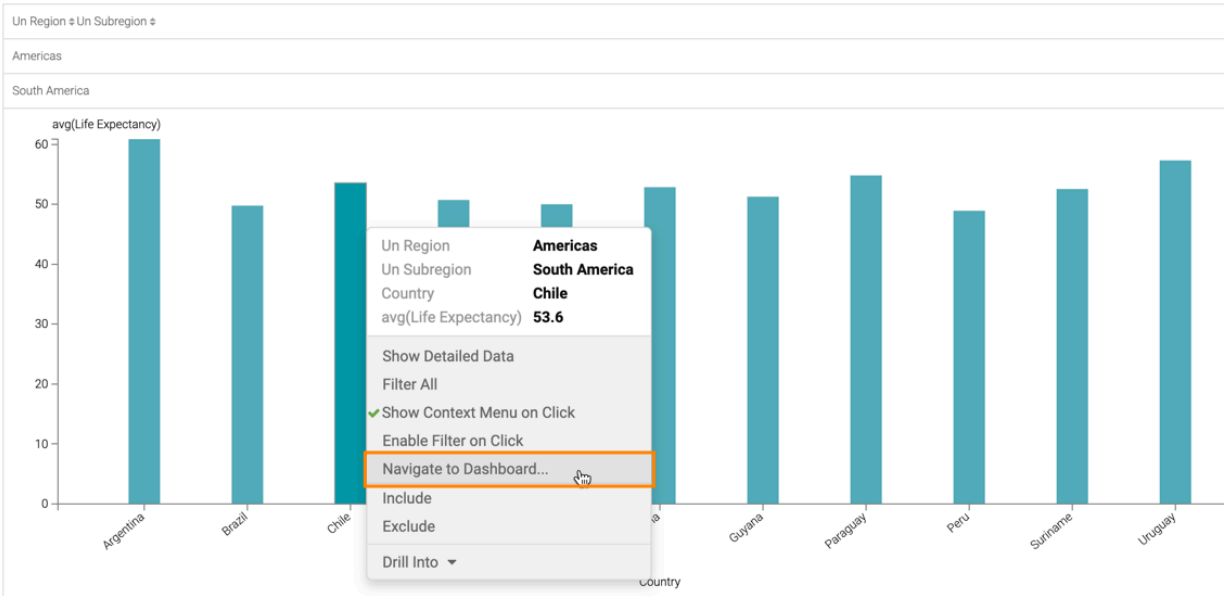 Un Region Un Subregion
Americas
South America
avg(Life Expectancy)
60
50
40
30
20
10
0
Un Region Americas
Un Subregion South America
Country Chile
avg(Life Expectancy) 53.6
Show Detailed Data
Filter All
Show Context Menu on Click
Enable Filter on Click
Navigate to Dashboard...
Include
Exclude
Drill Into
Argentina Brazil Chile Guyana Paraguay Peru Suriname Uruguay
Country